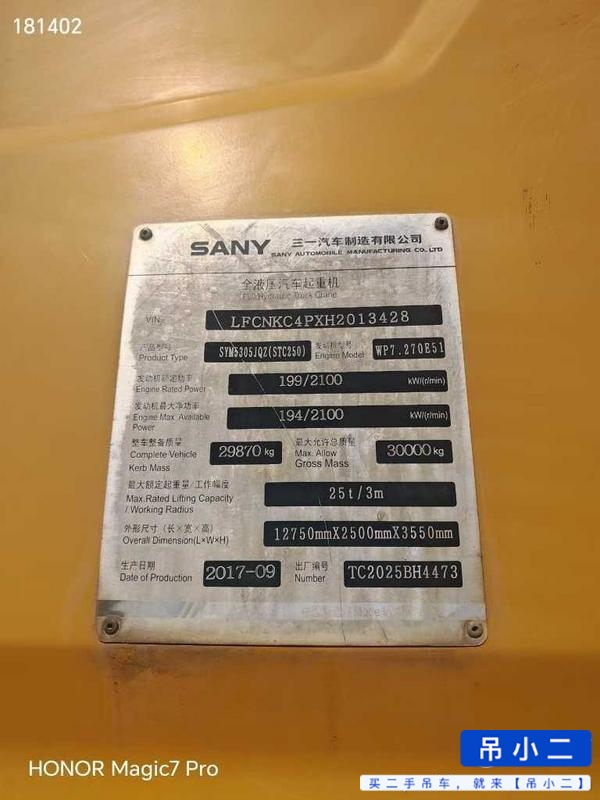 181402
SANY 三一汽车制造有限公司
SANY AUTOMOBILE MANUFACTURING CO.,LTD
全液压汽车起重机
Full Hydraulic Truck Crane
VIN LFCNKC4PXH2013428
产品型号 SYM5305JQZ(STC250) 发动机型号 WP7.270E51
Product Type Engine Model
发动机额定功率 199/2100 kW/(r/min)
Engine Rated Power
发动机最大净功率 194/2100 kW/(r/min)
Engine Max. Available
Power
整车整备质量 29870 kg 最大允许总质量 30000 kg
Complete Vehicle Max. Allow
Kerb Mass Gross Mass
最大额定起重量/工作幅度 25t/3m
Max.Rated Lifting Capacity
/ Working Radius
外形尺寸（长×宽×高） 12750mmX2500mmX3550mm
Overall Dimension(L×W×H)
生产日期 2017-09 出厂编号 TC2025BH4473
Date of Production Number
HONOR Magic7 Pro
吊小二
买二手吊车，就来【吊小二】